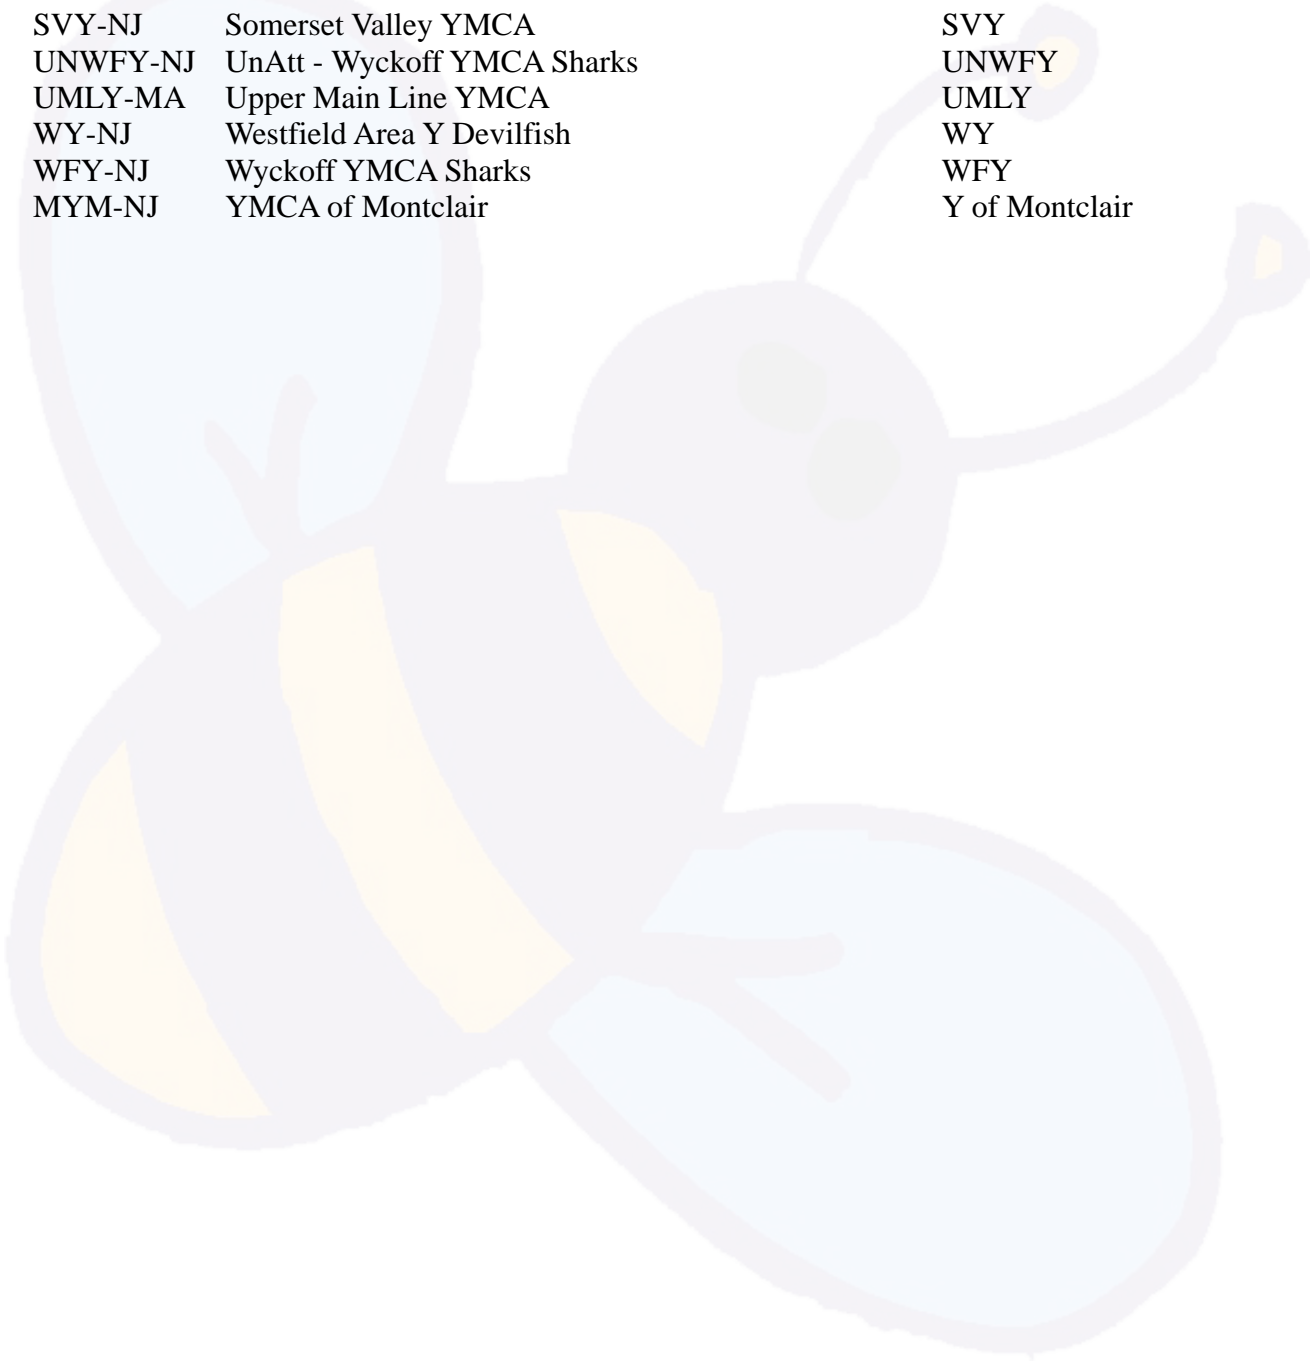 SVY-NJ Somerset Valley YMCA SVY
UNWFY-NJ UnAtt - Wyckoff YMCA Sharks UNWFY
UMLY-MA Upper Main Line YMCA UMLY
WY-NJ Westfield Area Y Devilfish WY
WFY-NJ Wyckoff YMCA Sharks WFY
MYM-NJ YMCA of Montclair Y of Montclair